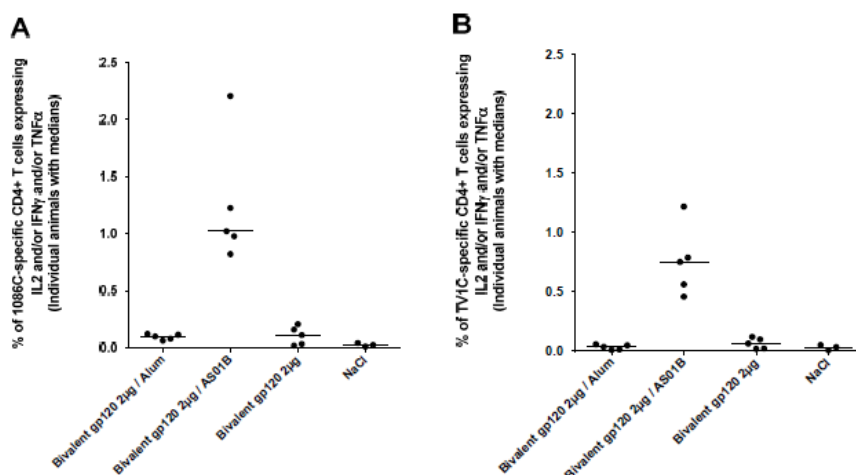 A
% of 1086C-specific CD4+ T cells expressing
IL2 and/or IFNγ and/or TNFα
(Individual animals with medians)
2.5
2.0
1.5
1.0
0.5
0.0
Bivalent gp120 2µg / Alum
Bivalent gp120 2µg / AS01B
Bivalent gp120 2µg
NaCl
B
% of TV1C-specific CD4+ T cells expressing
IL2 and/or IFNγ and/or TNFα
(Individual animals with medians)
2.5
2.0
1.5
1.0
0.5
0.0
Bivalent gp120 2µg / Alum
Bivalent gp120 2µg / AS01B
Bivalent gp120 2µg
NaCl